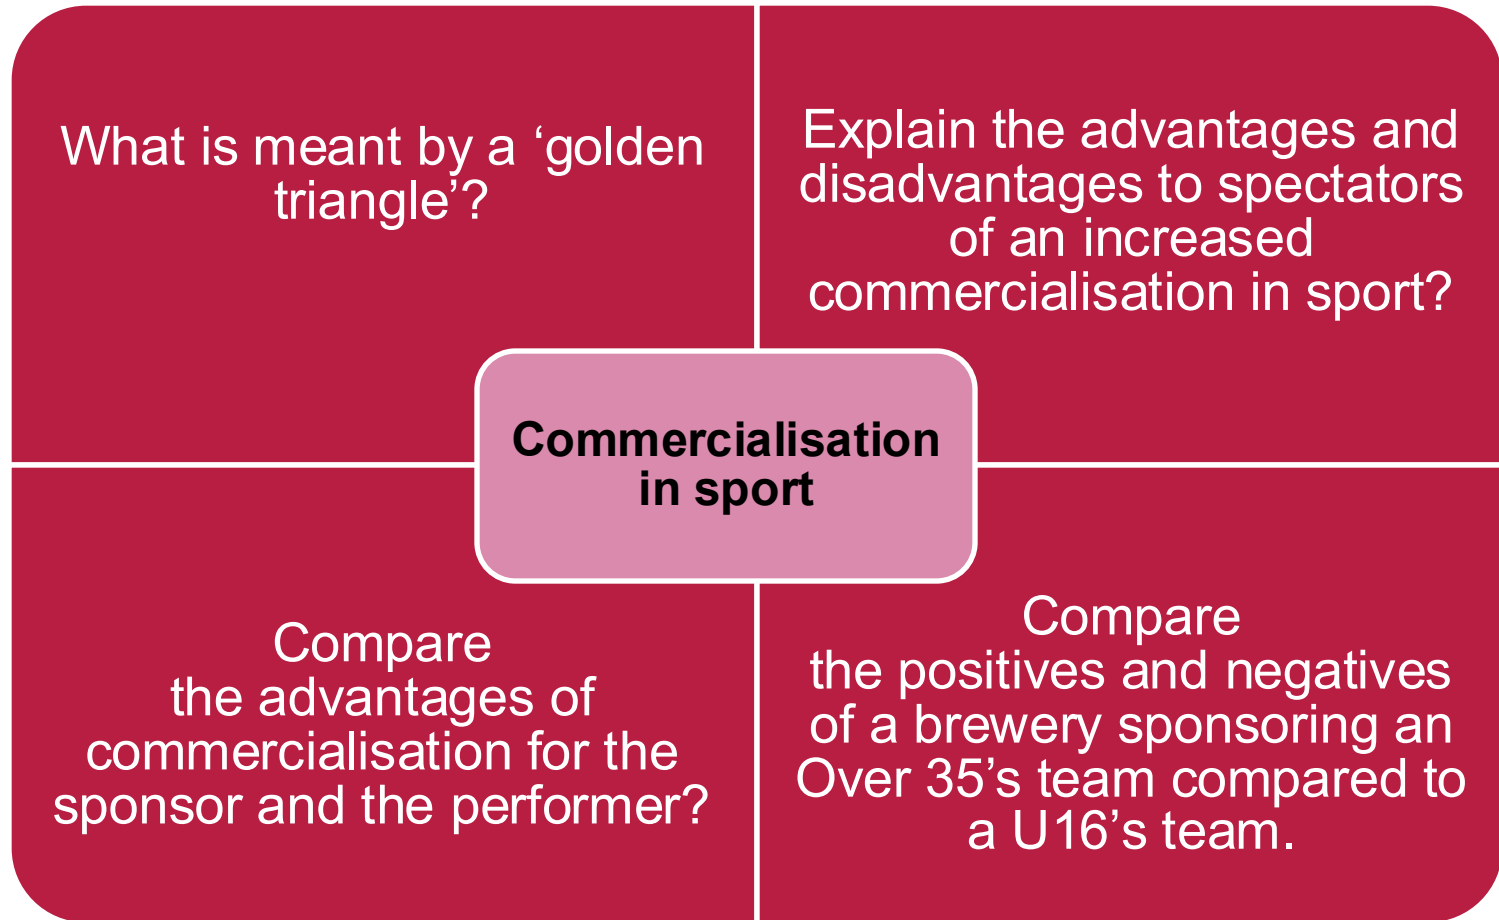 What is meant by a ‘golden
triangle’?
Explain the advantages and
disadvantages to spectators
of an increased
commercialisation in sport?
Commercialisation
in sport
Compare
the advantages of
commercialisation for the
sponsor and the performer?
Compare
the positives and negatives
of a brewery sponsoring an
Over 35’s team compared to
a U16’s team.